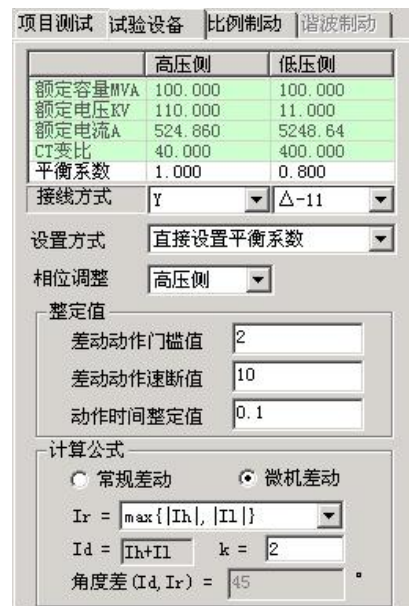 项目测试 试验设备 比例制动 谐波制动
高压侧 低压侧
额定容量MVA 100.000 100.000
额定电压KV 110.000 11.000
额定电流A 524.860 5248.64
CT变比 40.000 400.000
平衡系数 1.000 0.800
接线方式 Y △-11
设置方式 直接设置平衡系数
相位调整 高压侧
整定值
差动动作门槛值 2
差动动作速断值 10
动作时间整定值 0.1
计算公式
常规差动 微机差动
Ir = max{|Ih|, |Il|}
Id = Ih+Il k = 2
角度差(Id,Ir) = 45 °